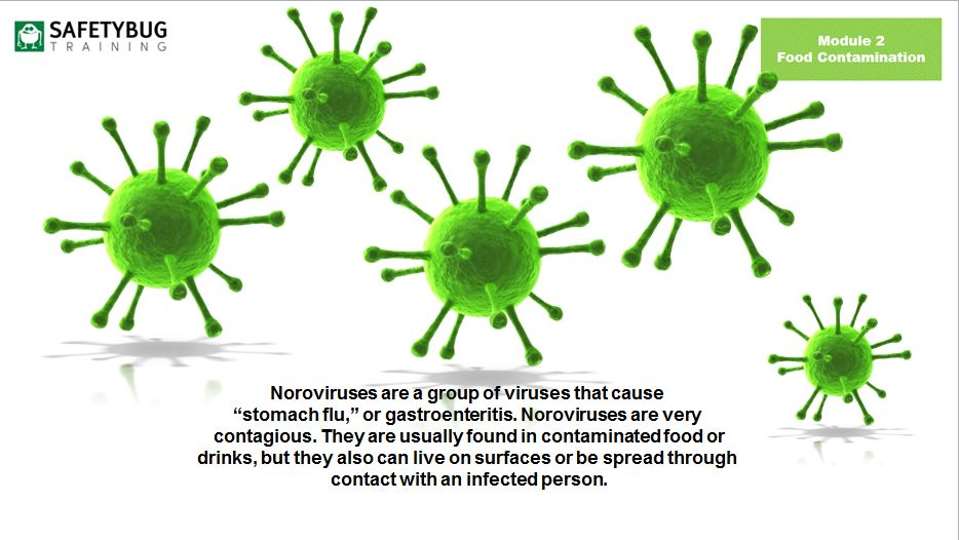 SAFETYBUG
TRAINING
Module 2
Food Contamination
Noroviruses are a group of viruses that cause
“stomach flu,” or gastroenteritis. Noroviruses are very
contagious. They are usually found in contaminated food or
drinks, but they also can live on surfaces or be spread through
contact with an infected person.